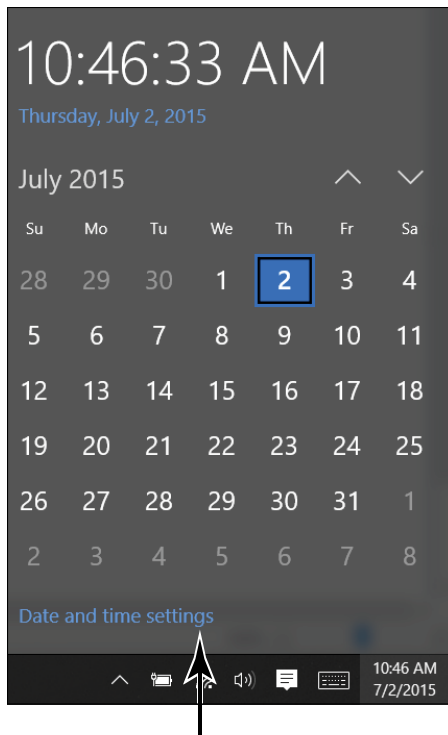 10:46:33 AM
Thursday, July 2, 2015
July 2015
Su Mo Tu We Th Fr Sa
28 29 30 1 2 3 4
5 6 7 8 9 10 11
12 13 14 15 16 17 18
19 20 21 22 23 24 25
26 27 28 29 30 31 1
2 3 4 5 6 7 8
Date and time settings
10:46 AM
7/2/2015